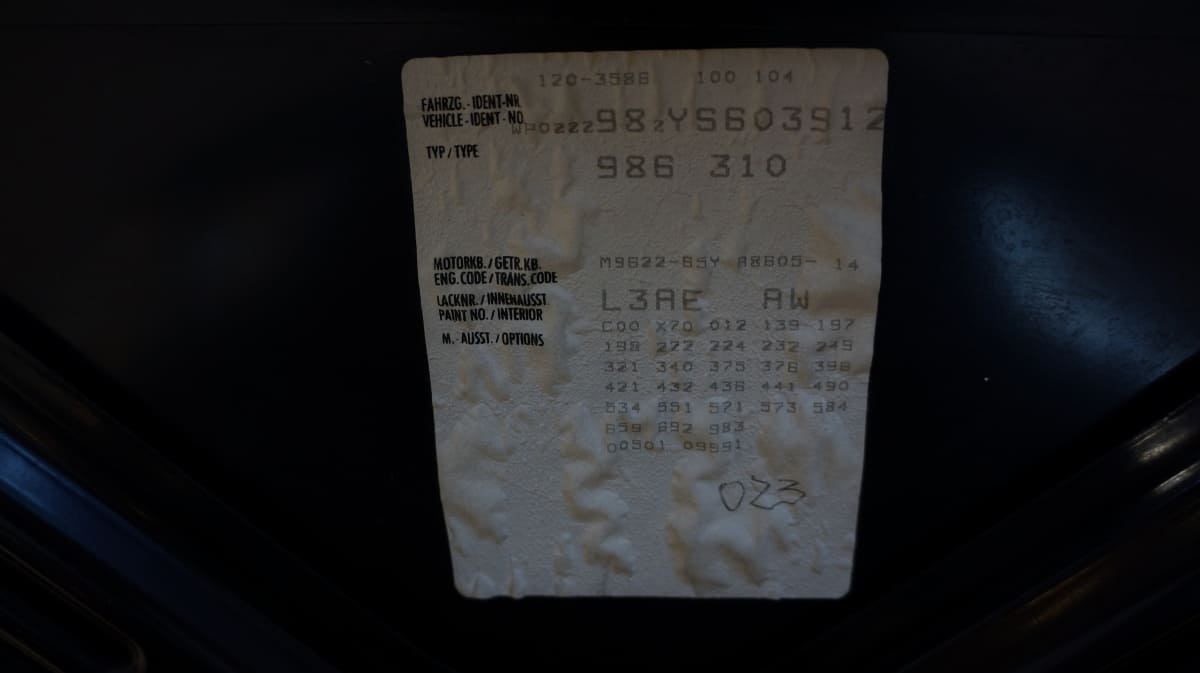 120-3586 100 104
FAHRZG.-IDENT-NR.
VEHICLE-IDENT-NO. WP0ZZZ98ZYS603912
TYP/TYPE 986 310
MOTORKB./GETR.KB. M9622-65Y A8605- 14
ENG.CODE/TRANS.CODE
LACKNR./INNENAUSST. L3AE AW
PAINT NO./INTERIOR
C00 X70 012 139 197
M.-AUSST./OPTIONS 198 222 224 232 249
321 340 375 376 398
421 432 436 441 490
534 551 571 573 584
659 692 983
00501 09991
023